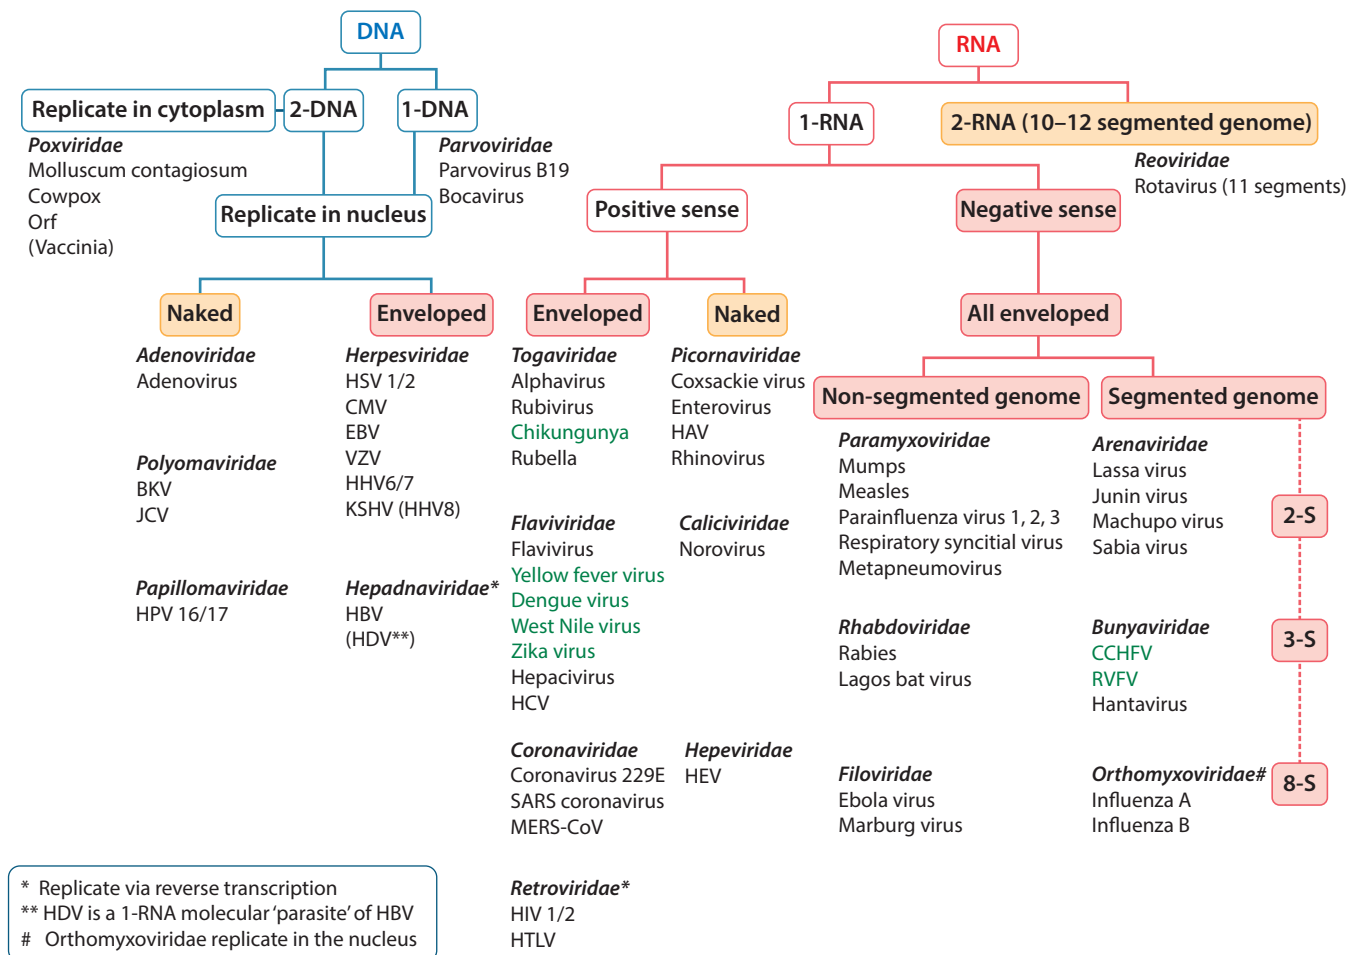 DNA
RNA
Replicate in cytoplasm
2-DNA
1-DNA
1-RNA
2-RNA (10–12 segmented genome)
Poxviridae
Molluscum contagiosum
Cowpox
Orf
(Vaccinia)
Parvoviridae
Parvovirus B19
Bocavirus
Reoviridae
Rotavirus (11 segments)
Replicate in nucleus
Positive sense
Negative sense
Naked
Enveloped
Enveloped
Naked
All enveloped
Adenoviridae
Adenovirus
Polyomaviridae
BKV
JCV
Papillomaviridae
HPV 16/17
Herpesviridae
HSV 1/2
CMV
EBV
VZV
HHV6/7
KSHV (HHV8)
Hepadnaviridae*
HBV
(HDV**)
Togaviridae
Alphavirus
Rubivirus
Chikungunya
Rubella
Flaviviridae
Flavivirus
Yellow fever virus
Dengue virus
West Nile virus
Zika virus
Hepacivirus
HCV
Coronaviridae
Coronavirus 229E
SARS coronavirus
MERS-CoV
Retroviridae*
HIV 1/2
HTLV
Picornaviridae
Coxsackie virus
Enterovirus
HAV
Rhinovirus
Caliciviridae
Norovirus
Hepeviridae
HEV
Non-segmented genome
Segmented genome
Paramyxoviridae
Mumps
Measles
Parainfluenza virus 1, 2, 3
Respiratory syncitial virus
Metapneumovirus
Rhabdoviridae
Rabies
Lagos bat virus
Filoviridae
Ebola virus
Marburg virus
Arenaviridae
Lassa virus
Junin virus
Machupo virus
Sabia virus
2-S
Bunyaviridae
CCHFV
RVFV
Hantavirus
3-S
Orthomyxoviridae#
Influenza A
Influenza B
8-S
* Replicate via reverse transcription
** HDV is a 1-RNA molecular ‘parasite’ of HBV
# Orthomyxoviridae replicate in the nucleus